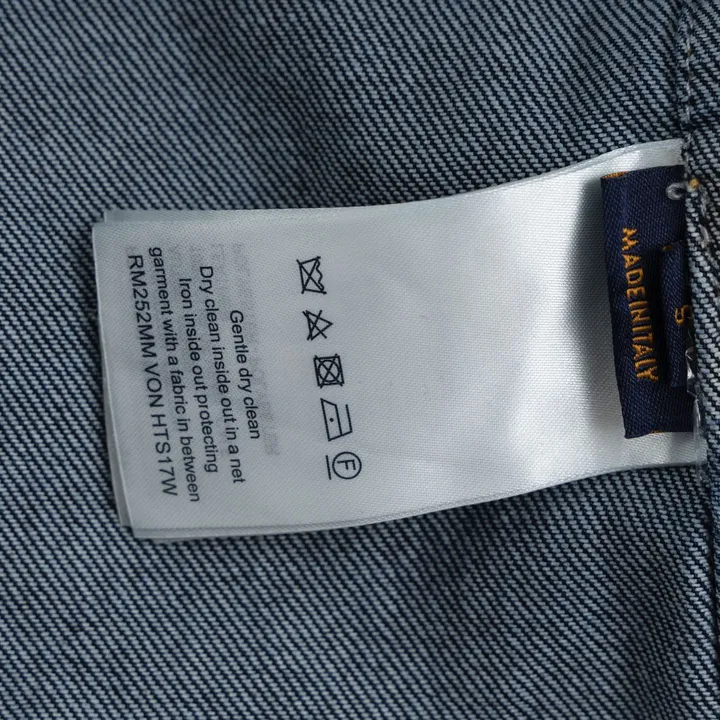 Gentle dry clean
Dry clean inside out in a net
Iron inside out protecting
garment with a fabric in between
RM252MM VON HTS17W
F
MADEINITALY
S